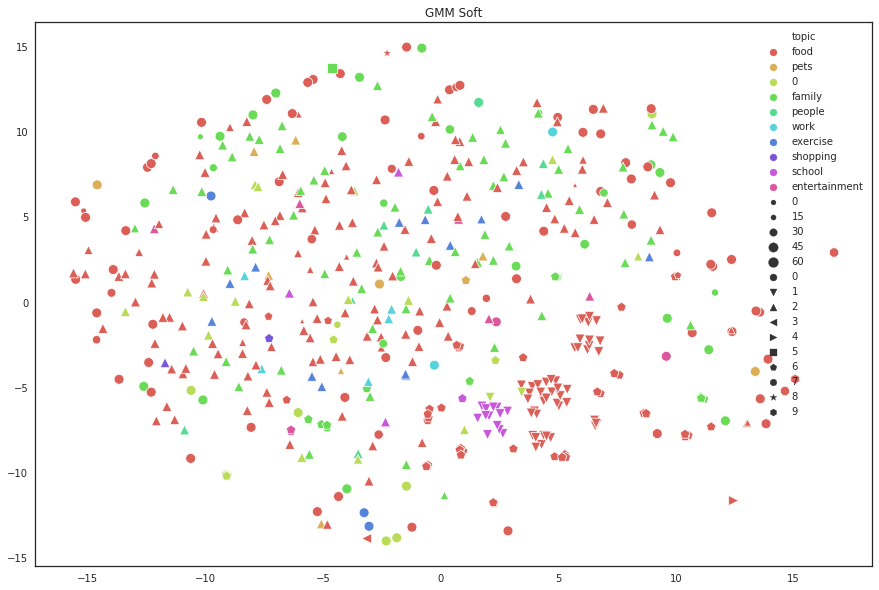 GMM Soft
15
10
5
0
−5
−10
−15
−15
−10
−5
0
5
10
15
topic
food
pets
0
family
people
work
exercise
shopping
school
entertainment
0
15
30
45
60
0
1
2
3
4
5
6
7
8
9